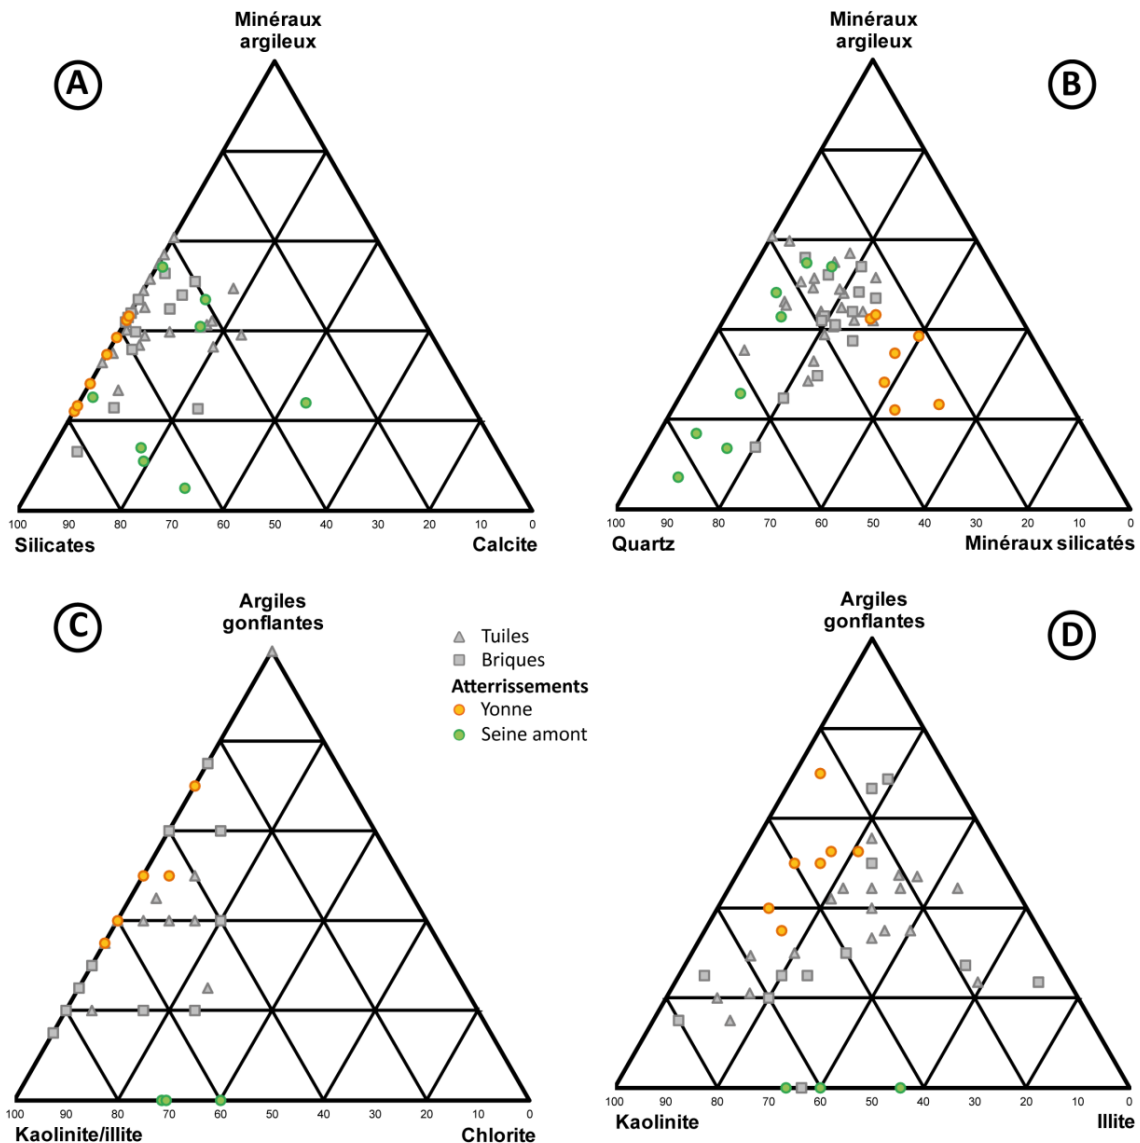 Minéraux
argileux
A
100 90 80 70 60 50 40 30 20 10 0
Silicates Calcite
Minéraux
argileux
B
100 90 80 70 60 50 40 30 20 10 0
Quartz Minéraux silicatés
Argiles
gonflantes
C
100 90 80 70 60 50 40 30 20 10 0
Kaolinite/illite Chlorite
Tuiles
Briques
Atterrissements
Yonne
Seine amont
Argiles
gonflantes
D
100 90 80 70 60 50 40 30 20 10 0
Kaolinite Illite